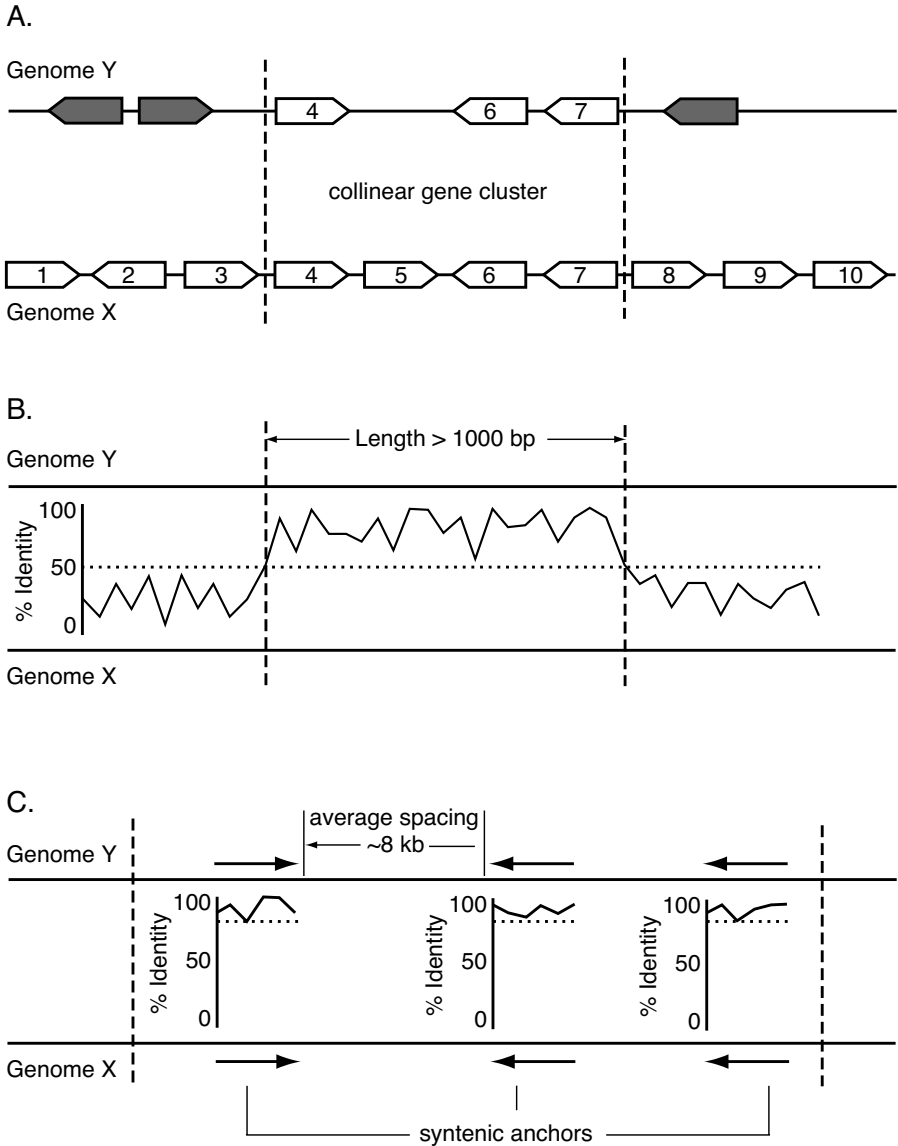 A.
Genome Y
4 6 7
collinear gene cluster
1 2 3 4 5 6 7 8 9 10
Genome X
B.
Length > 1000 bp
Genome Y
100
50
0
% Identity
Genome X
C.
average spacing
~8 kb
Genome Y
100
50
0
% Identity
100
50
0
% Identity
100
50
0
% Identity
Genome X
syntenic anchors